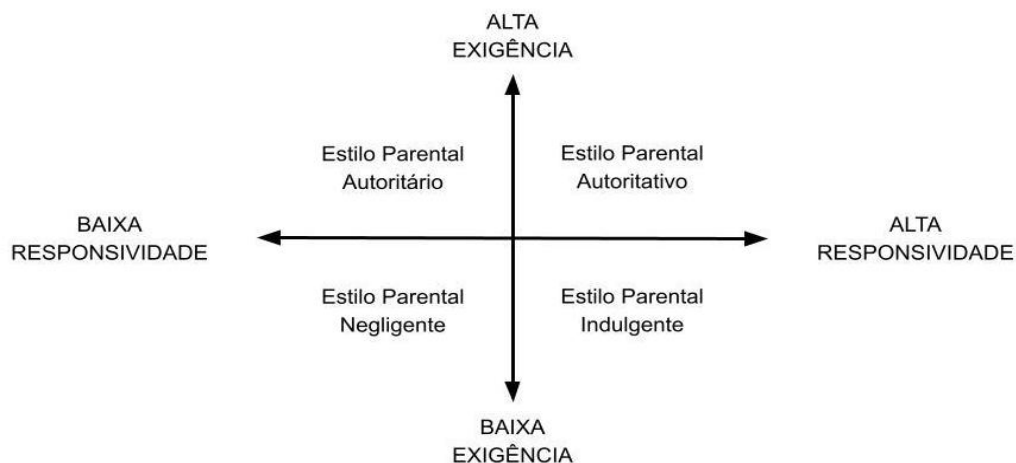 ALTA
EXIGÊNCIA
Estilo Parental
Autoritário
Estilo Parental
Autoritativo
BAIXA
RESPONSIVIDADE
ALTA
RESPONSIVIDADE
Estilo Parental
Negligente
Estilo Parental
Indulgente
BAIXA
EXIGÊNCIA